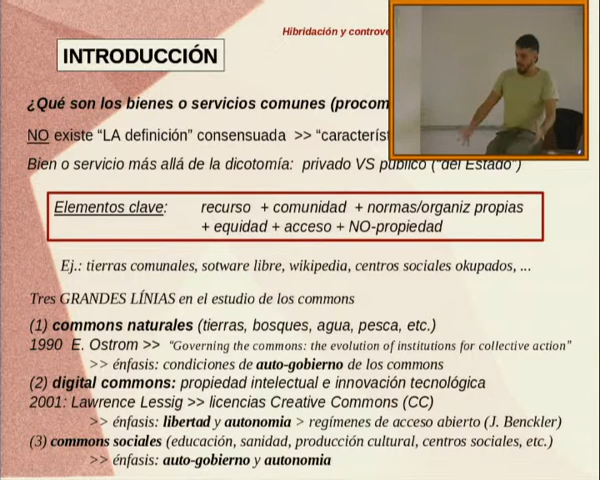 Hibridación y controve
INTRODUCCIÓN
¿Qué son los bienes o servicios comunes (procom
NO existe “LA definición” consensuada >> “característ
Bien o servicio más allá de la dicotomía: privado VS público (“del Estado”)
Elementos clave: recurso + comunidad + normas/organiz propias
+ equidad + acceso + NO-propiedad
Ej.: tierras comunales, sotware libre, wikipedia, centros sociales okupados, ...
Tres GRANDES LÍNIAS en el estudio de los commons
(1) commons naturales (tierras, bosques, agua, pesca, etc.)
1990 E. Ostrom >> “Governing the commons: the evolution of institutions for collective action”
>> énfasis: condiciones de auto-gobierno de los commons
(2) digital commons: propiedad intelectual e innovación tecnológica
2001: Lawrence Lessig >> licencias Creative Commons (CC)
>> énfasis: libertad y autonomia > regímenes de acceso abierto (J. Benckler)
(3) commons sociales (educación, sanidad, producción cultural, centros sociales, etc.)
>> énfasis: auto-gobierno y autonomia